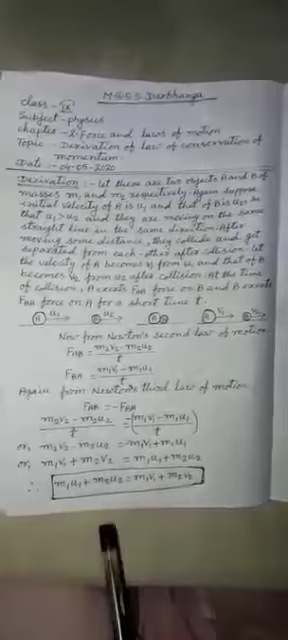 M@S.S Darbhanga
class - IX
Subject - physics
chapter - 2. Force and laws of motion
Topic - Derivation of law of conservation of
momentum.
Date - 04-05-2020
Derivation :- Let there are two objects A and B of
masses m₁ and m₂ respectively. Again suppose
initial velocity of A is u₁ and that of B is u₂, so
that u₁ > u₂ and they are moving on the same
straight line in the same direction. After
moving some distance, they collide and get
separated from each-other after collision. Let
the velocity of A becomes v₁ from u₁ and that of B
becomes v₂ from u₂ after collision. At the time
of collision, A exerts FAB force on B and B exerts
FBA force on A for a short time t.
A u₁ B u₂ A B A v₁ B v₂
Now from Newton's second law of motion
FAB = m₂v₂ - m₂u₂ / t
FBA = m₁v₁ - m₁u₁ / t
Again from Newton's third law of motion
FAB = - FBA
m₂v₂ - m₂u₂ / t = -(m₁v₁ - m₁u₁ / t)
or, m₂v₂ - m₂u₂ = -m₁v₁ + m₁u₁
or, m₁v₁ + m₂v₂ = m₁u₁ + m₂u₂
∴ m₁u₁ + m₂u₂ = m₁v₁ + m₂v₂